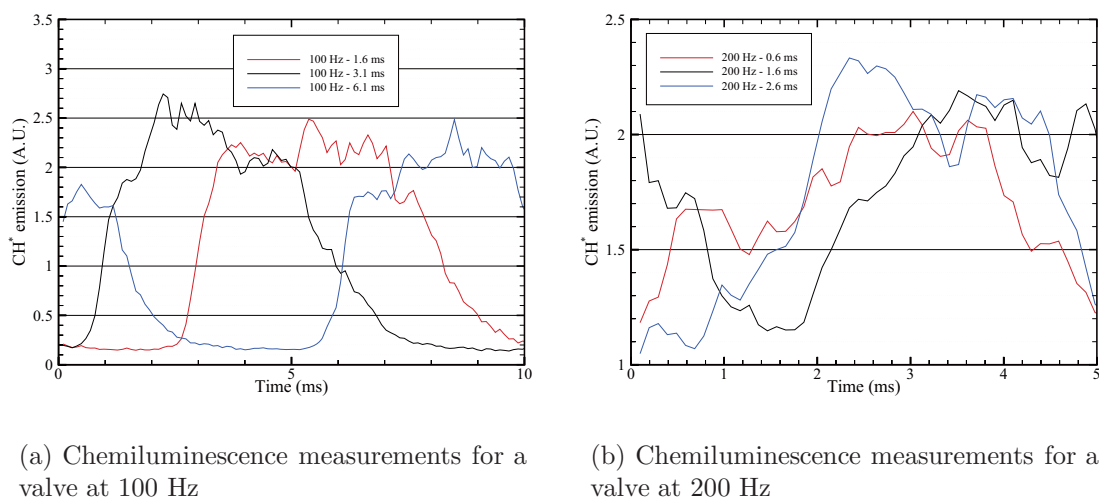 3.5
3
2.5
2
1.5
1
0.5
0
0
5
10
CH* emission (A.U.)
Time (ms)
100 Hz - 1.6 ms
100 Hz - 3.1 ms
100 Hz - 6.1 ms
2.5
2
1.5
1
0
1
2
3
4
5
CH* emission (A.U.)
Time (ms)
200 Hz - 0.6 ms
200 Hz - 1.6 ms
200 Hz - 2.6 ms
(a) Chemiluminescence measurements for a
valve at 100 Hz
(b) Chemiluminescence measurements for a
valve at 200 Hz